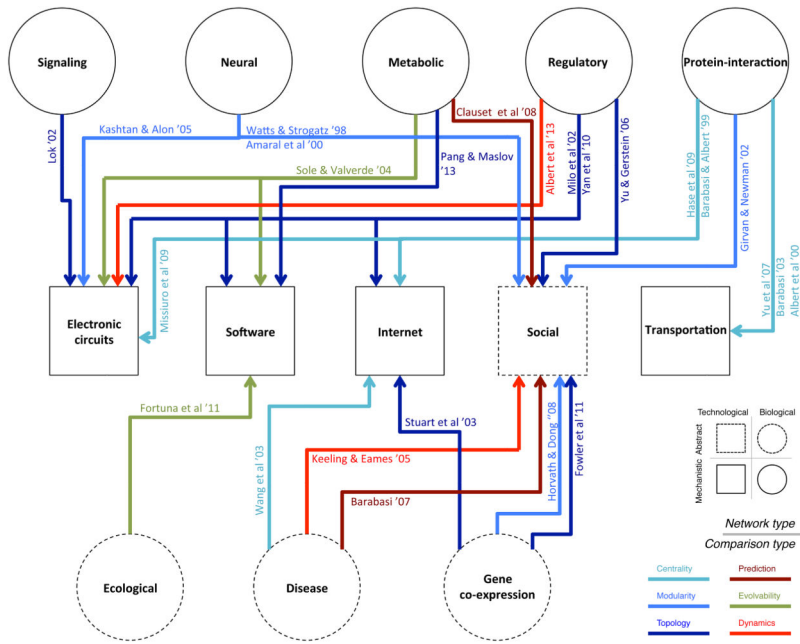 Signaling
Neural
Metabolic
Regulatory
Protein-interaction
Lok '02
Kashtan & Alon '05
Watts & Strogatz '98
Amaral et al '00
Clauset et al '08
Sole & Valverde '04
Pang & Maslov
'13
Albert et al '13
Milo et al '02
Yan et al '10
Yu & Gerstein '06
Hase et al '09
Barabasi & Albert '99
Girvan & Newman '02
Missiuro et al '09
Yu et al '07
Barabasi '03
Albert et al '00
Electronic
circuits
Software
Internet
Social
Transportation
Fortuna et al '11
Wang et al '03
Keeling & Eames '05
Barabasi '07
Stuart et al '03
Horvath & Dong ''08
Fowler et al '11
Ecological
Disease
Gene
co-expression
Technological
Biological
Abstract
Mechanistic
Network type
Comparison type
Centrality
Prediction
Modularity
Evolvability
Topology
Dynamics